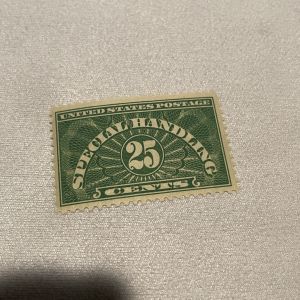 UNITED STATES POSTAGE
SPECIAL HANDLING
25
CENTS